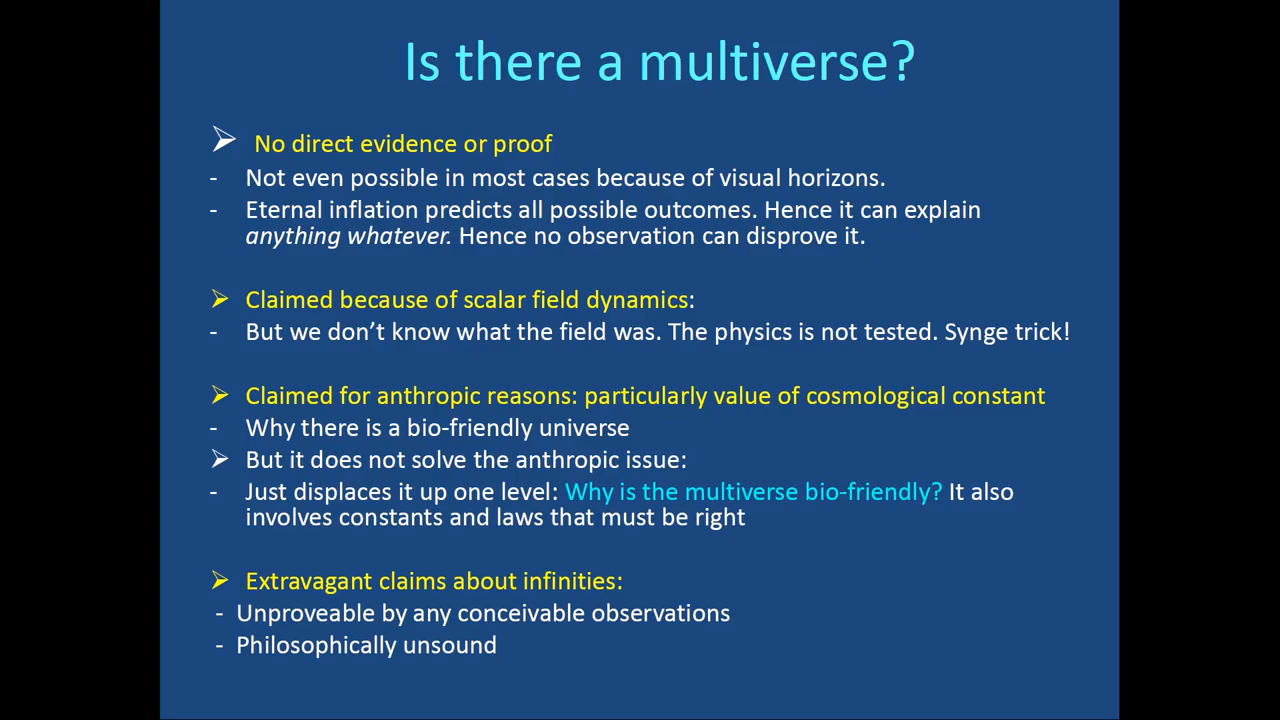 Is there a multiverse?
➢ No direct evidence or proof
- Not even possible in most cases because of visual horizons.
- Eternal inflation predicts all possible outcomes. Hence it can explain
anything whatever. Hence no observation can disprove it.
➢ Claimed because of scalar field dynamics:
- But we don’t know what the field was. The physics is not tested. Synge trick!
➢ Claimed for anthropic reasons: particularly value of cosmological constant
- Why there is a bio-friendly universe
➢ But it does not solve the anthropic issue:
- Just displaces it up one level: Why is the multiverse bio-friendly? It also
involves constants and laws that must be right
➢ Extravagant claims about infinities:
- Unproveable by any conceivable observations
- Philosophically unsound